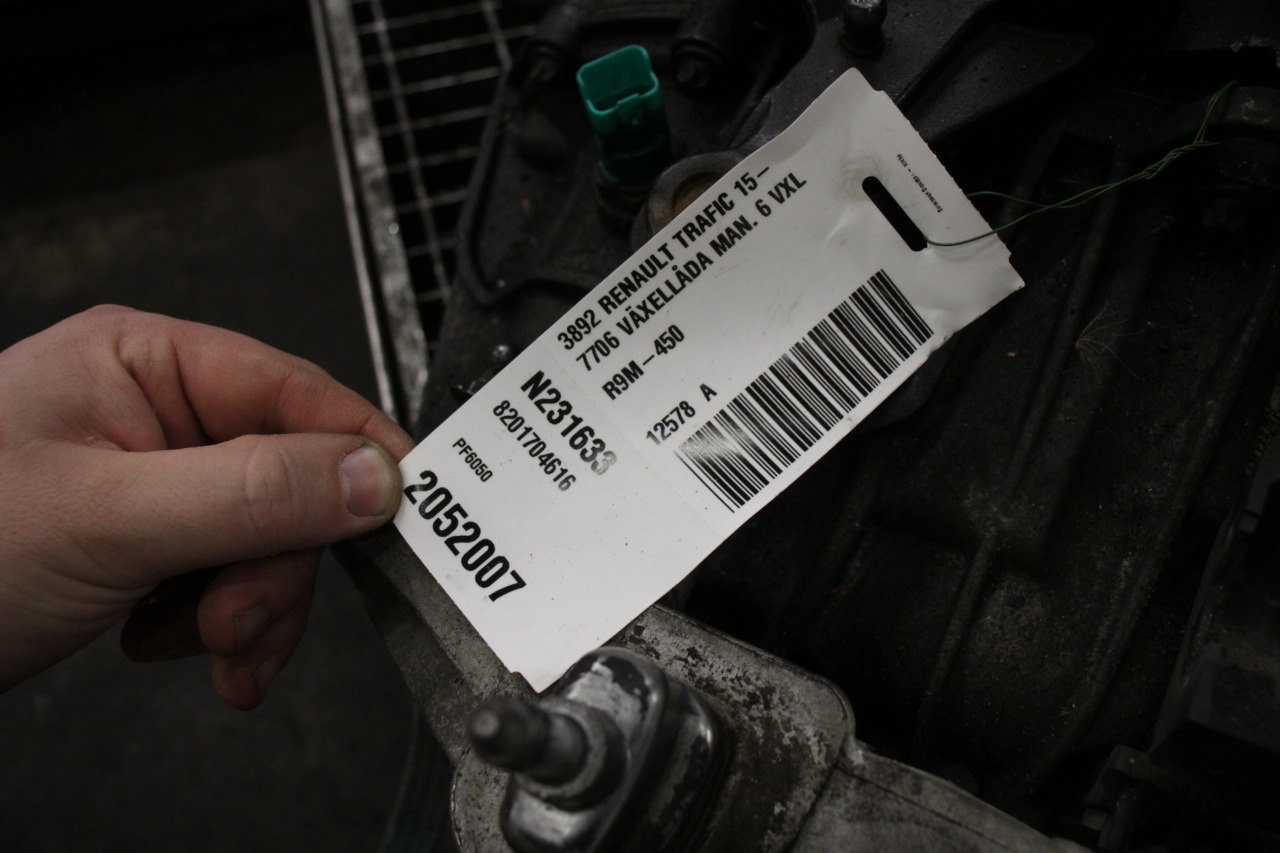 3892 RENAULT TRAFIC 15–
7706 VÄXELLÅDA MAN. 6 VXL
R9M–450
12578 A
N231633
8201704616
PF6050
2052007